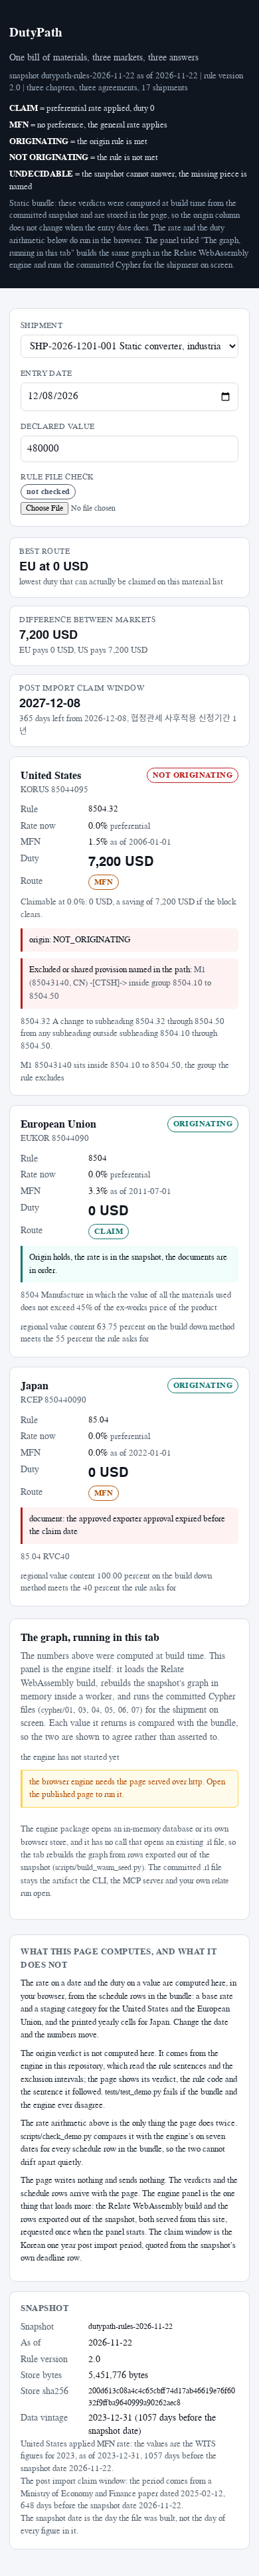 DutyPath
One bill of materials, three markets, three answers
snapshot dutypath-rules-2026-11-22 as of 2026-11-22 | rule version
2.0 | three chapters, three agreements, 17 shipments
CLAIM = preferential rate applied, duty 0
MFN = no preference, the general rate applies
ORIGINATING = the origin rule is met
NOT ORIGINATING = the rule is not met
UNDECIDABLE = the snapshot cannot answer, the missing piece is
named
Static bundle: these verdicts were computed at build time from the
committed snapshot and are stored in the page, so the origin column
does not change when the entry date does. The rate and the duty
arithmetic below do run in the browser. The panel titled "The graph,
running in this tab" builds the same graph in the Relate WebAssembly
engine and runs the committed Cypher for the shipment on screen.
SHIPMENT
SHP-2026-1201-001 Static converter, industria
ENTRY DATE
12/08/2026
DECLARED VALUE
480000
RULE FILE CHECK
not checked
Choose File No file chosen
BEST ROUTE
EU at 0 USD
lowest duty that can actually be claimed on this material list
DIFFERENCE BETWEEN MARKETS
7,200 USD
EU pays 0 USD, US pays 7,200 USD
POST IMPORT CLAIM WINDOW
2027-12-08
365 days left from 2026-12-08, 협정관세 사후적용 신청기간 1
년
United States NOT ORIGINATING
KORUS 85044095
Rule 8504.32
Rate now 0.0% preferential
MFN 1.5% as of 2006-01-01
Duty 7,200 USD
Route MFN
Claimable at 0.0%: 0 USD, a saving of 7,200 USD if the block
clears.
origin: NOT_ORIGINATING
Excluded or shared provision named in the path: M1
(85043140, CN) -[CTSH]-> inside group 8504.10 to
8504.50
8504.32 A change to subheading 8504.32 through 8504.50
from any subheading outside subheading 8504.10 through
8504.50.
M1 85043140 sits inside 8504.10 to 8504.50, the group the
rule excludes
European Union ORIGINATING
EUKOR 85044090
Rule 8504
Rate now 0.0% preferential
MFN 3.3% as of 2011-07-01
Duty 0 USD
Route CLAIM
Origin holds, the rate is in the snapshot, the documents are
in order.
8504 Manufacture in which the value of all the materials used
does not exceed 45% of the ex-works price of the product
regional value content 63.75 percent on the build down method
meets the 55 percent the rule asks for
Japan ORIGINATING
RCEP 850440090
Rule 85.04
Rate now 0.0% preferential
MFN 0.0% as of 2022-01-01
Duty 0 USD
Route MFN
document: the approved exporter approval expired before
the claim date
85.04 RVC40
regional value content 100.00 percent on the build down
method meets the 40 percent the rule asks for
The graph, running in this tab
The numbers above were computed at build time. This
panel is the engine itself: it loads the Relate
WebAssembly build, rebuilds the snapshot's graph in
memory inside a worker, and runs the committed Cypher
files (cypher/01, 03, 04, 05, 06, 07) for the shipment on
screen. Each value it returns is compared with the bundle,
so the two are shown to agree rather than asserted to.
the engine has not started yet
the browser engine needs the page served over http. Open
the published page to run it.
The engine package opens an in-memory database or its own
browser store, and it has no call that opens an existing .rl file, so
the tab rebuilds the graph from rows exported out of the
snapshot (scripts/build_wasm_seed.py). The committed .rl file
stays the artifact the CLI, the MCP server and your own relate
run open.
WHAT THIS PAGE COMPUTES, AND WHAT IT
DOES NOT
The rate on a date and the duty on a value are computed here, in
your browser, from the schedule rows in the bundle: a base rate
and a staging category for the United States and the European
Union, and the printed yearly cells for Japan. Change the date
and the numbers move.
The origin verdict is not computed here. It comes from the
engine in this repository, which read the rule sentences and the
exclusion intervals; the page shows its verdict, the rule code and
the sentence it followed. tests/test_demo.py fails if the bundle and
the engine ever disagree.
The rate arithmetic above is the only thing the page does twice.
scripts/check_demo.py compares it with the engine's on seven
dates for every schedule row in the bundle, so the two cannot
drift apart quietly.
The page writes nothing and sends nothing. The verdicts and the
schedule rows arrive with the page. The engine panel is the one
thing that loads more: the Relate WebAssembly build and the
rows exported out of the snapshot, both served from this site,
requested once when the panel starts. The claim window is the
Korean one year post import period, quoted from the snapshot's
own deadline row.
SNAPSHOT
Snapshot dutypath-rules-2026-11-22
As of 2026-11-22
Rule version 2.0
Store bytes 5,451,776 bytes
Data vintage 2023-12-31 (1057 days before the
snapshot date)
United States applied MFN rate: the values are the WITS
figures for 2023, as of 2023-12-31, 1057 days before the
snapshot date 2026-11-22.
The post import claim window: the period comes from a
Ministry of Economy and Finance paper dated 2025-02-12,
648 days before the snapshot date 2026-11-22.
The snapshot date is the day the file was built, not the day of
every figure in it.